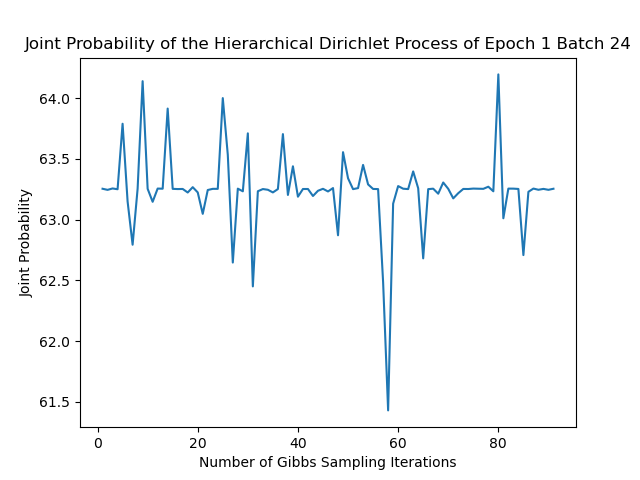 Joint Probability of the Hierarchical Dirichlet Process of Epoch 1 Batch 24
64.0
63.5
63.0
62.5
62.0
61.5
Joint Probability
0 20 40 60 80
Number of Gibbs Sampling Iterations